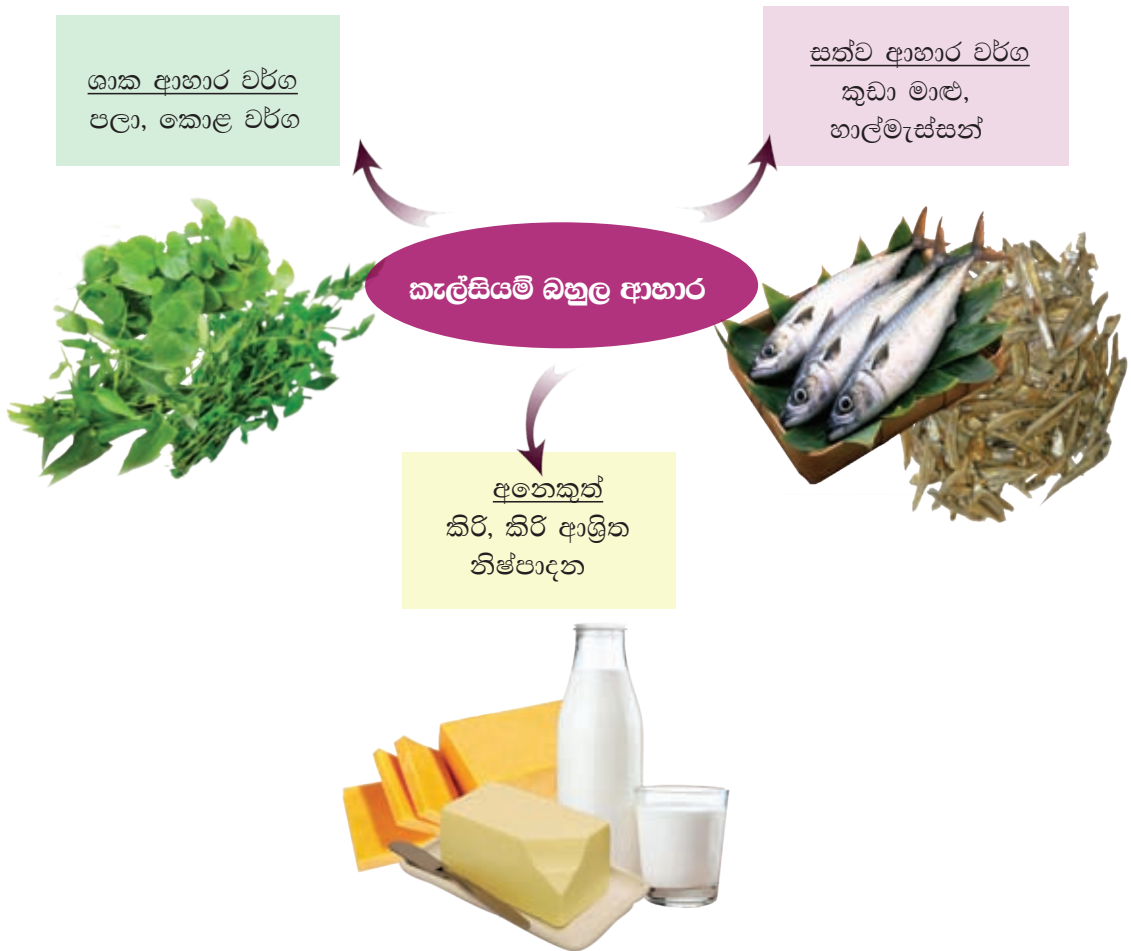 ශාක ආහාර වර්ග
පලා, කොළ වර්ග
සත්ව ආහාර වර්ග
කුඩා මාළු,
හාල්මැස්සන්
කැල්සියම් බහුල ආහාර
අනෙකුත්
කිරි, කිරි ආශ්‍රිත
නිෂ්පාදන